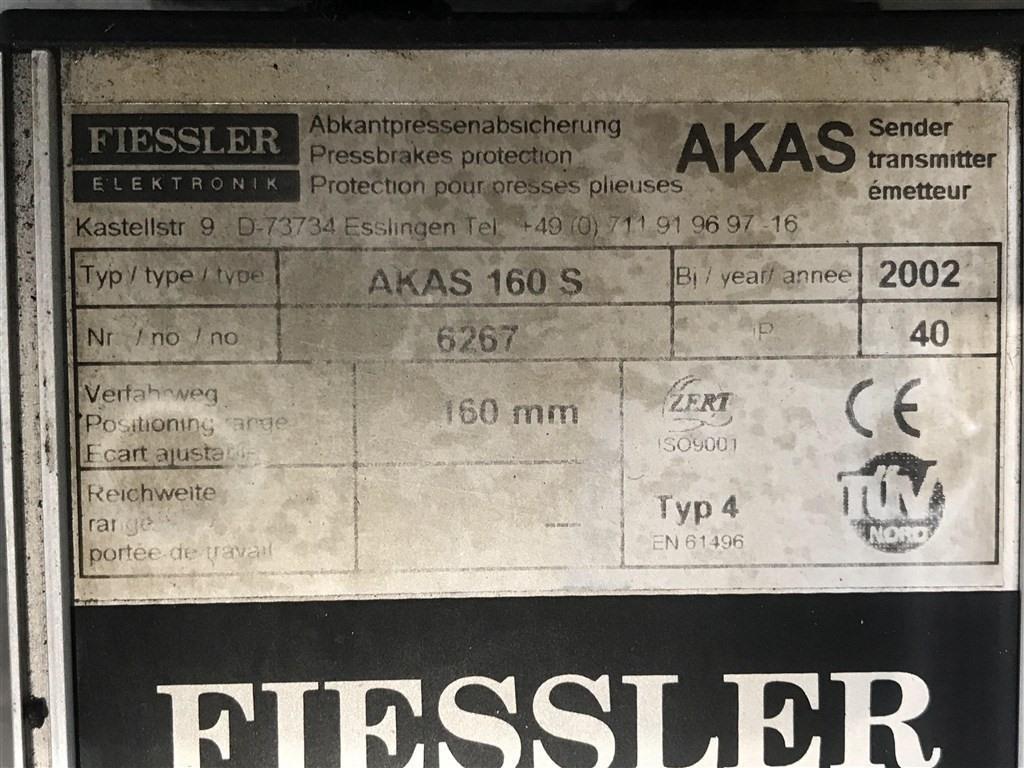 FIESSLER
ELEKTRONIK
Abkantpressenabsicherung
Pressbrakes protection
Protection pour presses plieuses
AKAS
Sender
transmitter
émetteur
Kastellstr 9 D-73734 Esslingen Tel. +49 (0) 711 91 96 97 -16
Typ / type / type AKAS 160 S Bj / year/ annee 2002
Nr / no / no 6267 IP 40
Verfahrweg
Positioning range
Ecart ajustable
160 mm
ZERT
ISO9001
CE
Reichweite
range
portée de travail
--
Typ 4
EN 61496
TÜV
NORD
FIESSLER